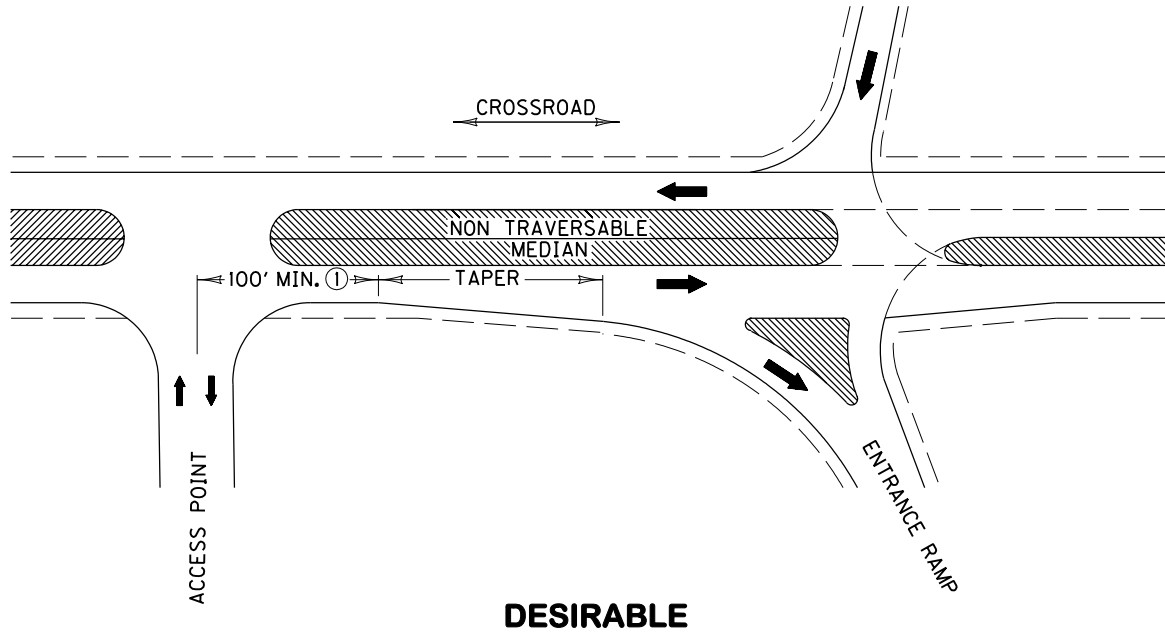 CROSSROAD
NON TRAVERSABLE
MEDIAN
100' MIN. ①
TAPER
ACCESS POINT
ENTRANCE RAMP
DESIRABLE